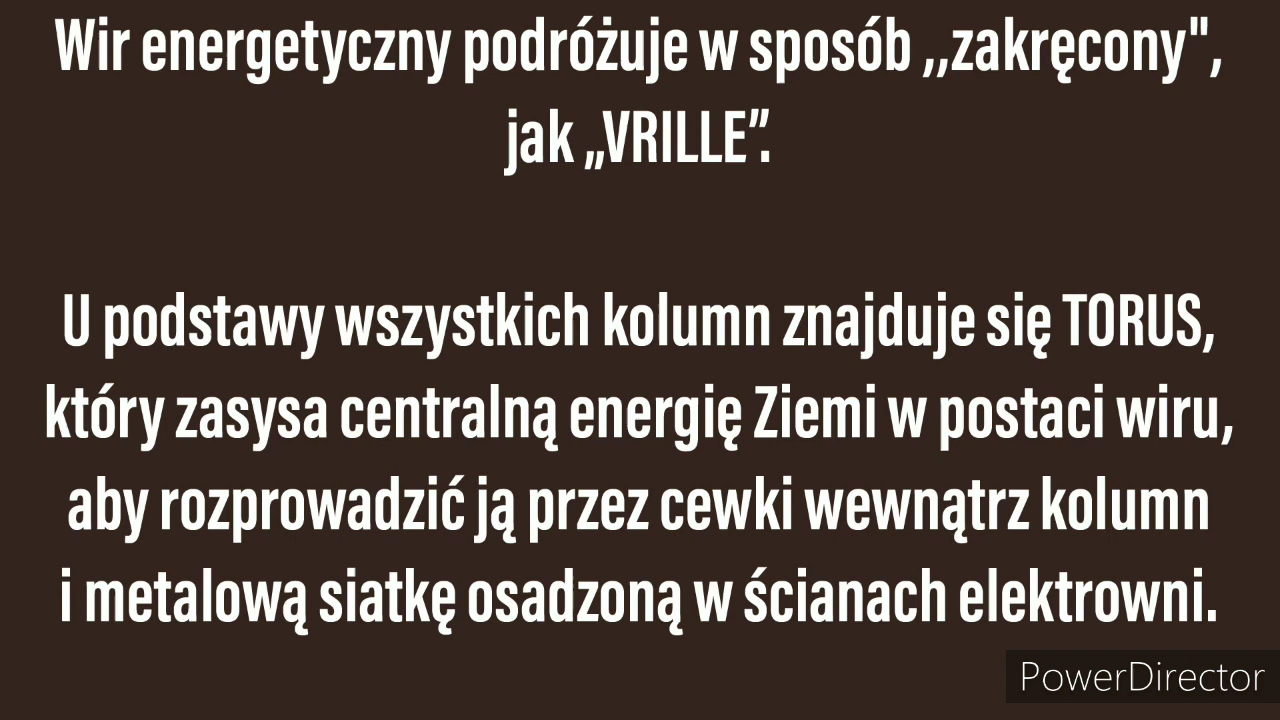 Wir energetyczny podróżuje w sposób ,,zakręcony",
jak „VRILLE”.
U podstawy wszystkich kolumn znajduje się TORUS,
który zasysa centralną energię Ziemi w postaci wiru,
aby rozprowadzić ją przez cewki wewnątrz kolumn
i metalową siatkę osadzoną w ścianach elektrowni.
PowerDirector